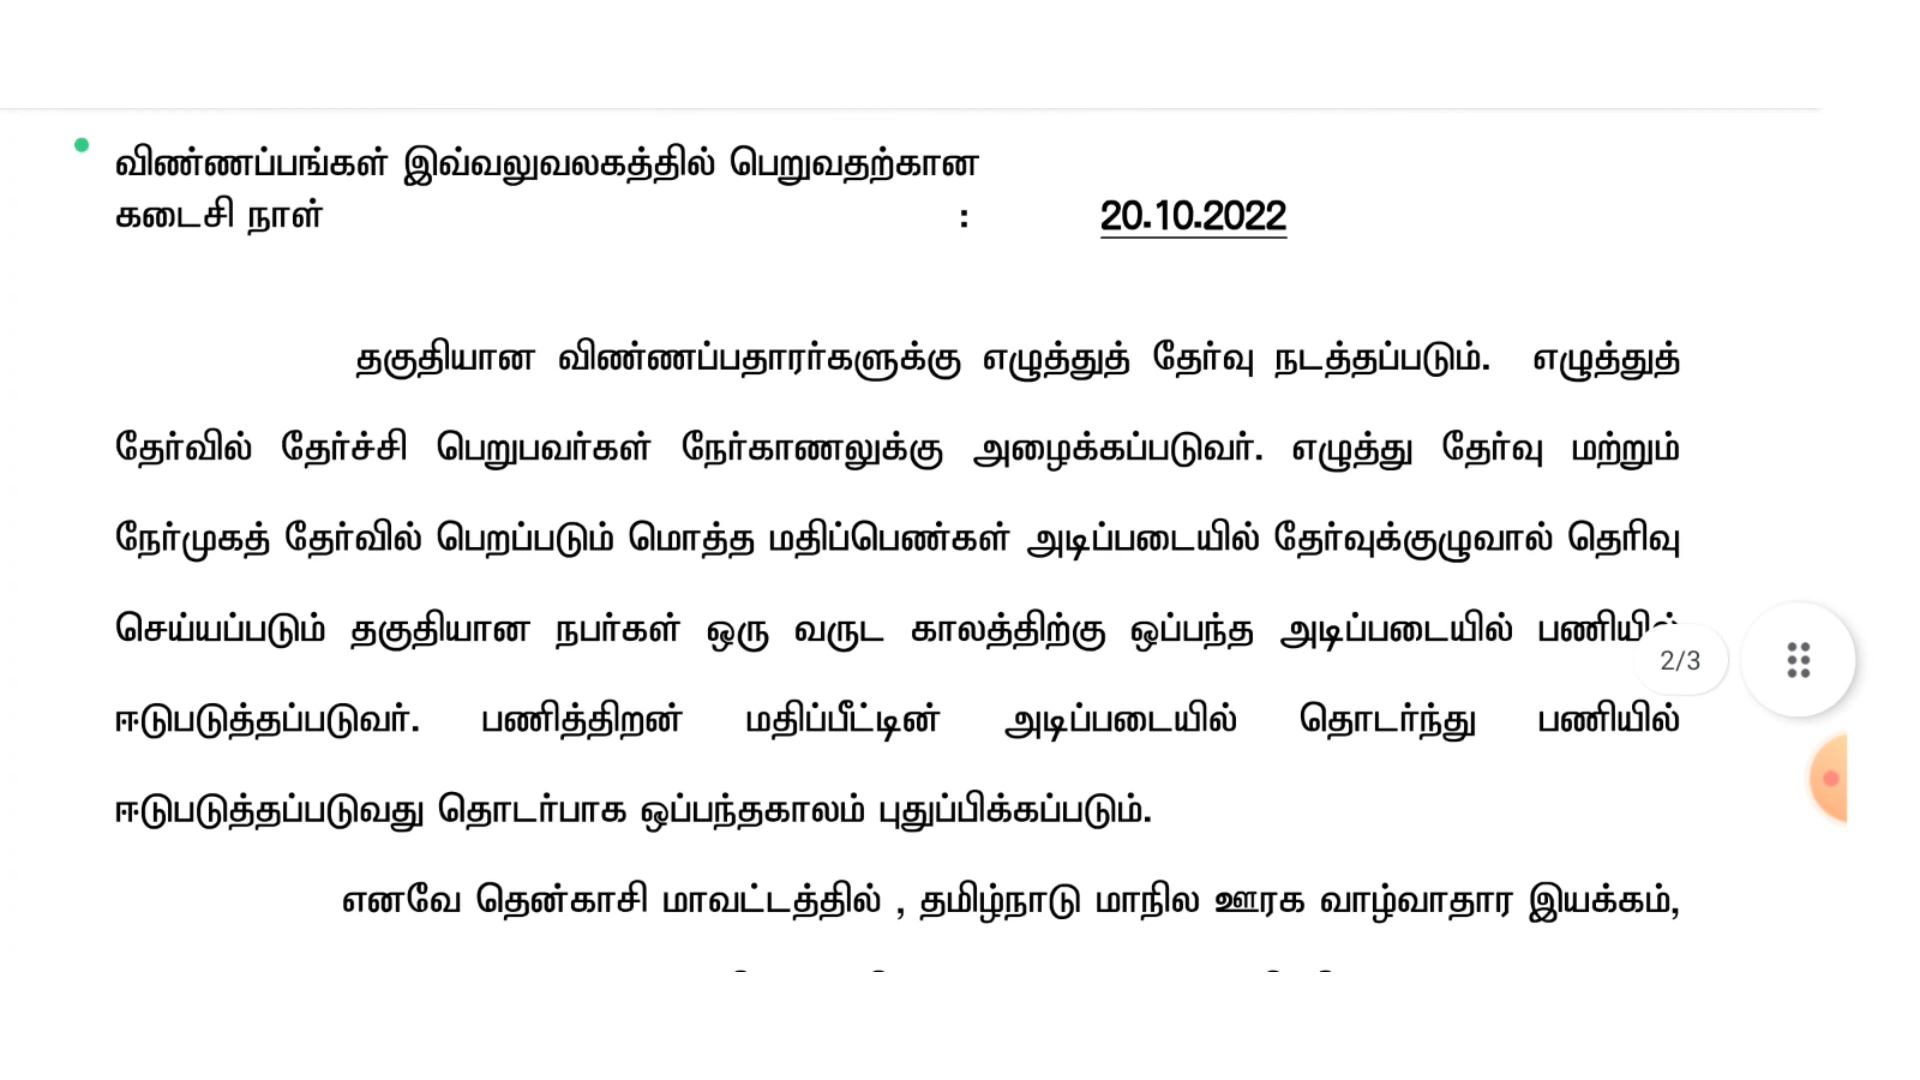 விண்ணப்பங்கள் இவ்வலுவலகத்தில் பெறுவதற்கான
கடைசி நாள் : 20.10.2022
தகுதியான விண்ணப்பதாரர்களுக்கு எழுத்துத் தேர்வு நடத்தப்படும். எழுத்துத்
தேர்வில் தேர்ச்சி பெறுபவர்கள் நேர்காணலுக்கு அழைக்கப்படுவர். எழுத்து தேர்வு மற்றும்
நேர்முகத் தேர்வில் பெறப்படும் மொத்த மதிப்பெண்கள் அடிப்படையில் தேர்வுக்குழுவால் தெரிவு
செய்யப்படும் தகுதியான நபர்கள் ஒரு வருட காலத்திற்கு ஒப்பந்த அடிப்படையில் பணியில்
2/3
ஈடுபடுத்தப்படுவர். பணித்திறன் மதிப்பீட்டின் அடிப்படையில் தொடர்ந்து பணியில்
ஈடுபடுத்தப்படுவது தொடர்பாக ஒப்பந்தகாலம் புதுப்பிக்கப்படும்.
எனவே தென்காசி மாவட்டத்தில் , தமிழ்நாடு மாநில ஊரக வாழ்வாதார இயக்கம்,